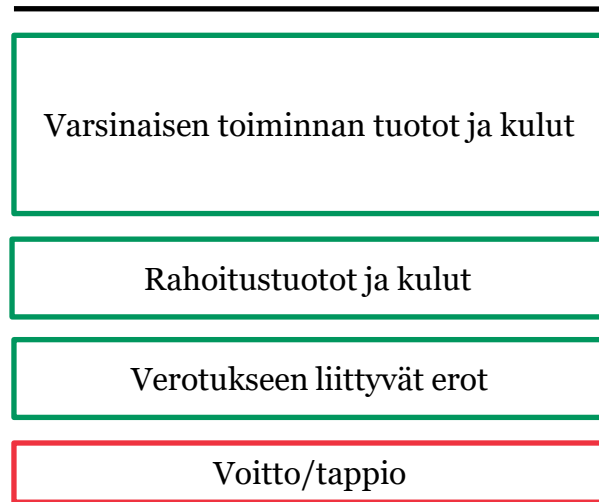 Varsinaisen toiminnan tuotot ja kulut
Rahoitustuotot ja kulut
Verotukseen liittyvät erot
Voitto/tappio